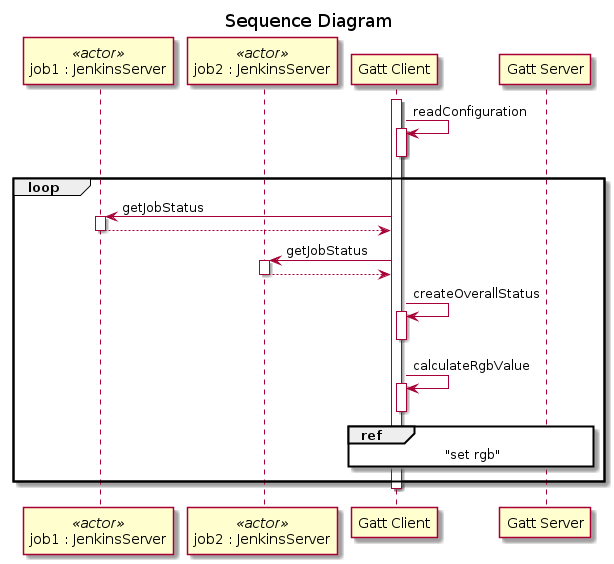 Sequence Diagram
«actor»
job1 : JenkinsServer
«actor»
job2 : JenkinsServer
Gatt Client
Gatt Server
readConfiguration
loop
getJobStatus
getJobStatus
createOverallStatus
calculateRgbValue
ref
"set rgb"
«actor»
job1 : JenkinsServer
«actor»
job2 : JenkinsServer
Gatt Client
Gatt Server